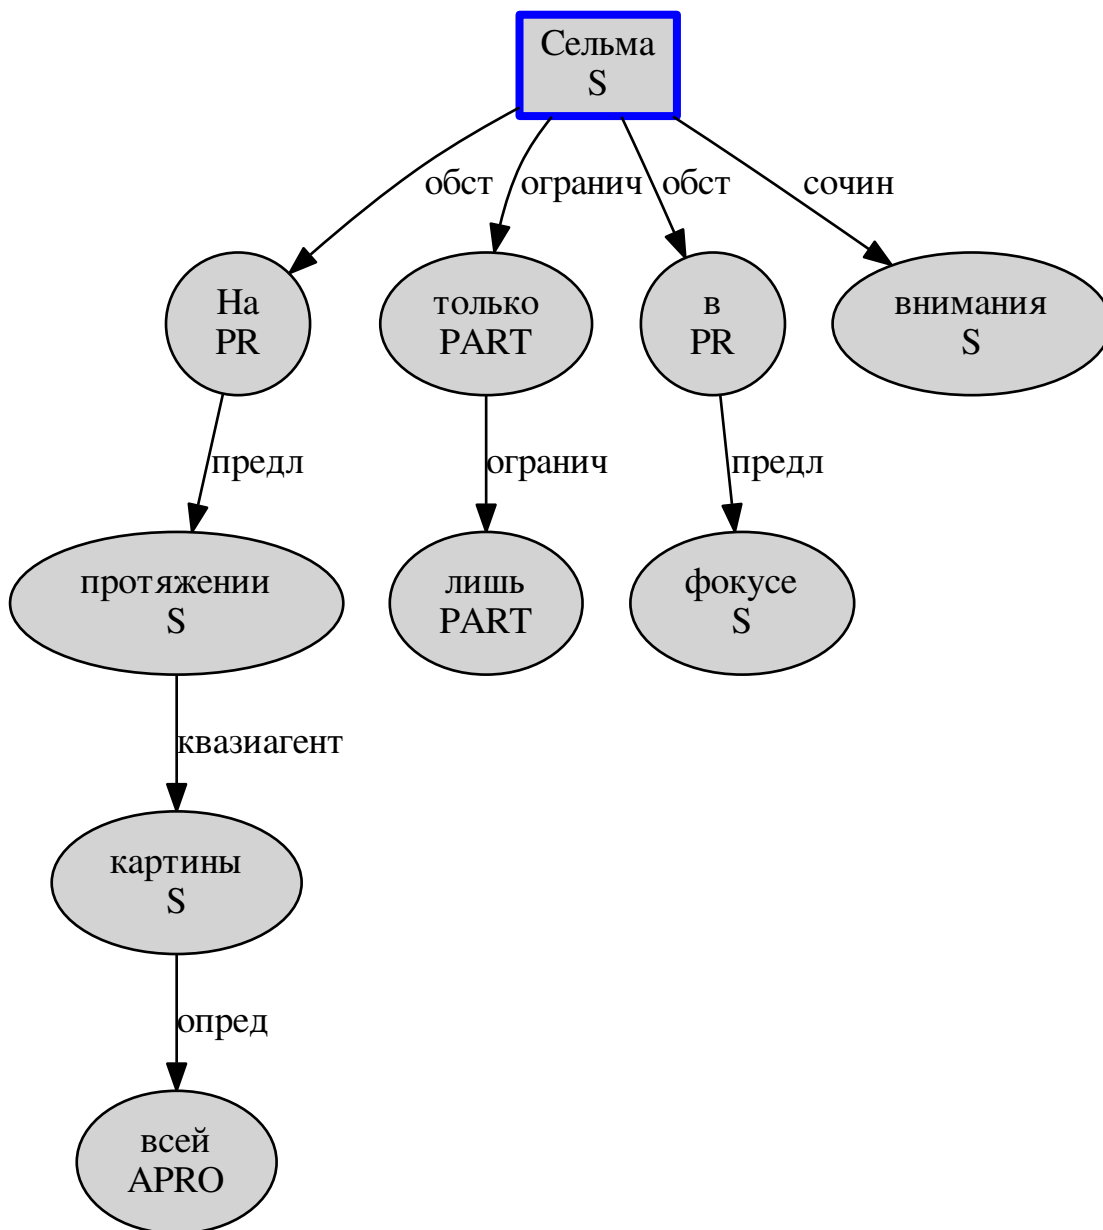 Сельма
S
обст
огранич
обст
сочин
На
PR
только
PART
в
PR
внимания
S
предл
огранич
предл
протяжении
S
лишь
PART
фокусе
S
квазиагент
картины
S
опред
всей
APRO